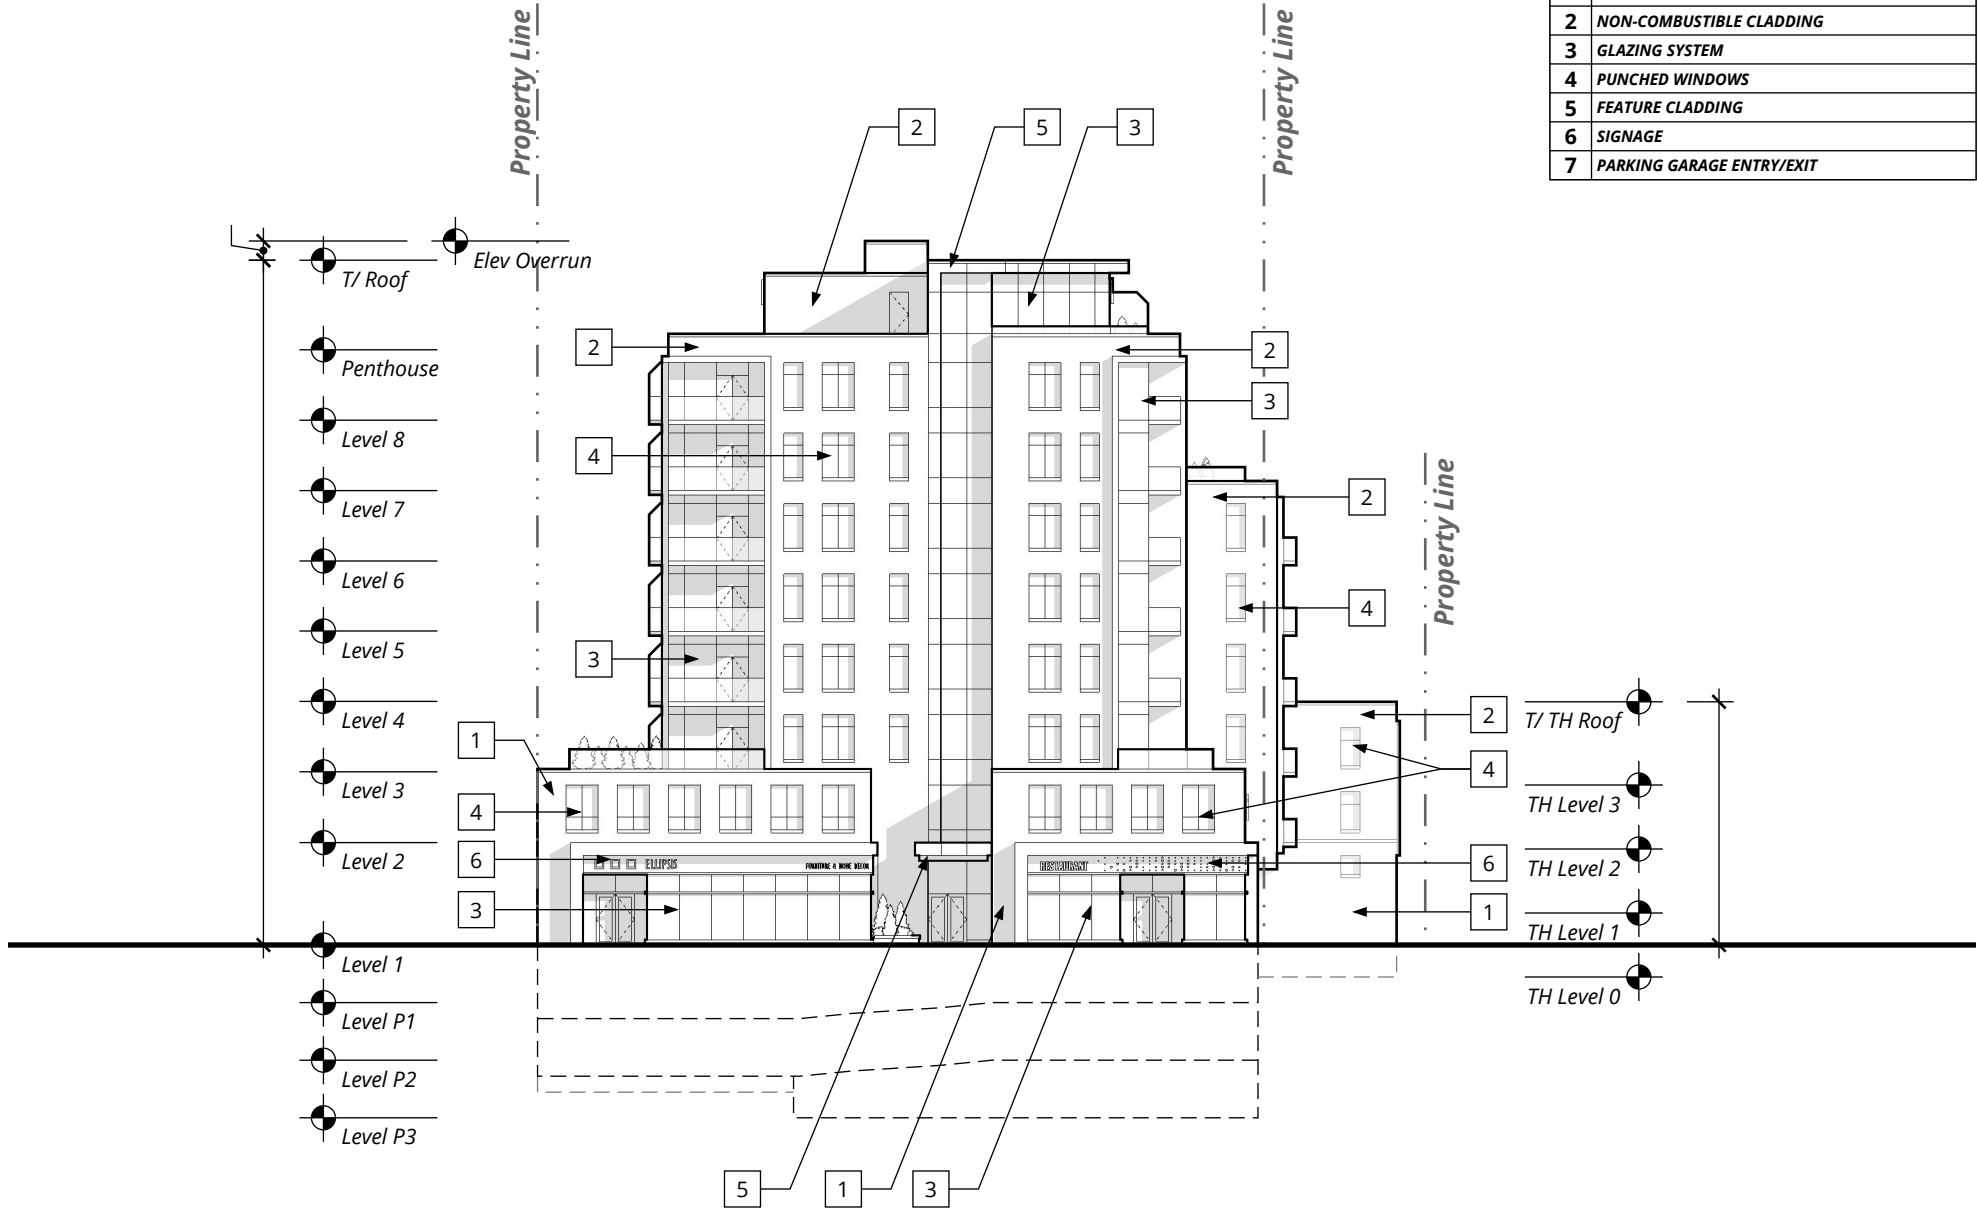 2 NON-COMBUSTIBLE CLADDING
3 GLAZING SYSTEM
4 PUNCHED WINDOWS
5 FEATURE CLADDING
6 SIGNAGE
7 PARKING GARAGE ENTRY/EXIT
Property Line
Property Line
Property Line
2
5
3
Elev Overrun
T/ Roof
Penthouse
Level 8
Level 7
Level 6
Level 5
Level 4
Level 3
Level 2
Level 1
Level P1
Level P2
Level P3
2
4
3
1
4
6
3
2
3
2
4
2
4
6
1
T/ TH Roof
TH Level 3
TH Level 2
TH Level 1
TH Level 0
ELLIPSIS
FURNITURE & HOME DECOR
RESTAURANT
5
1
3